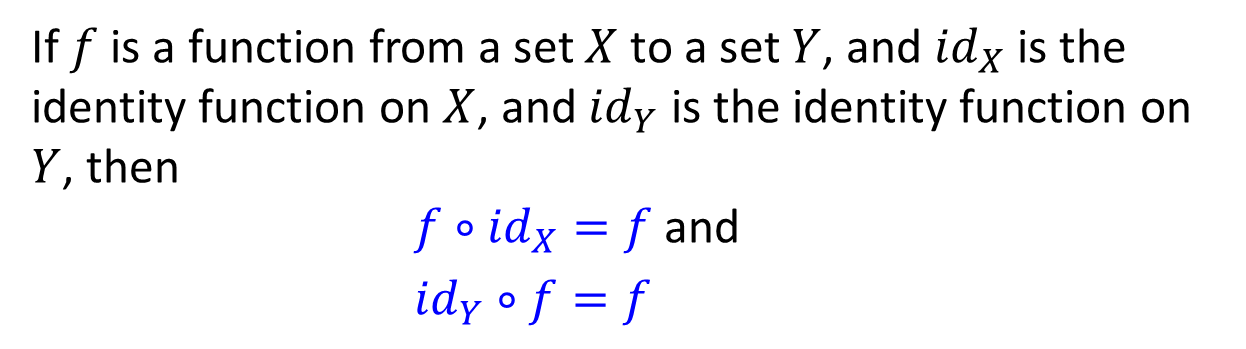 If f is a function from a set X to a set Y, and id_X is the
identity function on X, and id_Y is the identity function on
Y, then
f ∘ id_X = f and
id_Y ∘ f = f